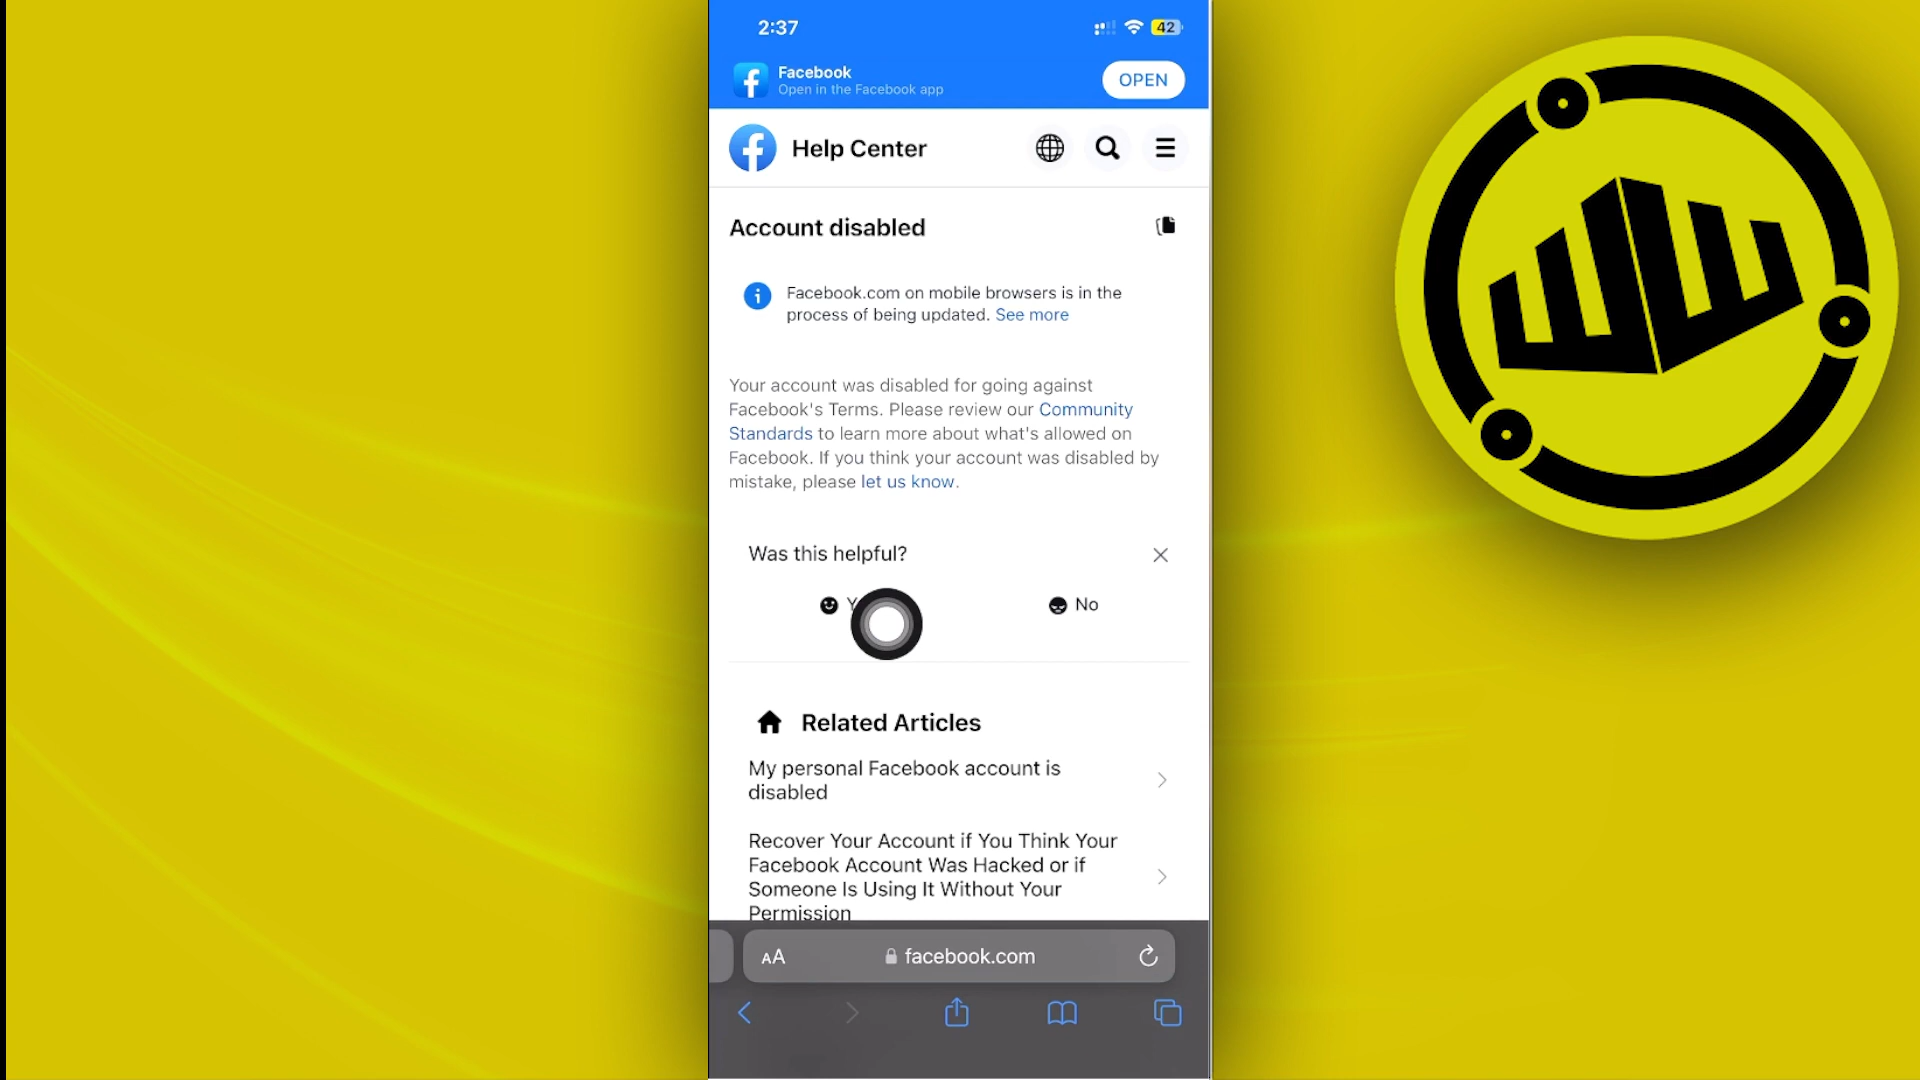 2:37
42
Facebook
Open in the Facebook app
OPEN
Help Center
Account disabled
Facebook.com on mobile browsers is in the
process of being updated. See more
Your account was disabled for going against
Facebook's Terms. Please review our Community
Standards to learn more about what's allowed on
Facebook. If you think your account was disabled by
mistake, please let us know.
Was this helpful?
No
Related Articles
My personal Facebook account is
disabled
Recover Your Account if You Think Your
Facebook Account Was Hacked or if
Someone Is Using It Without Your
Permission
AA
facebook.com